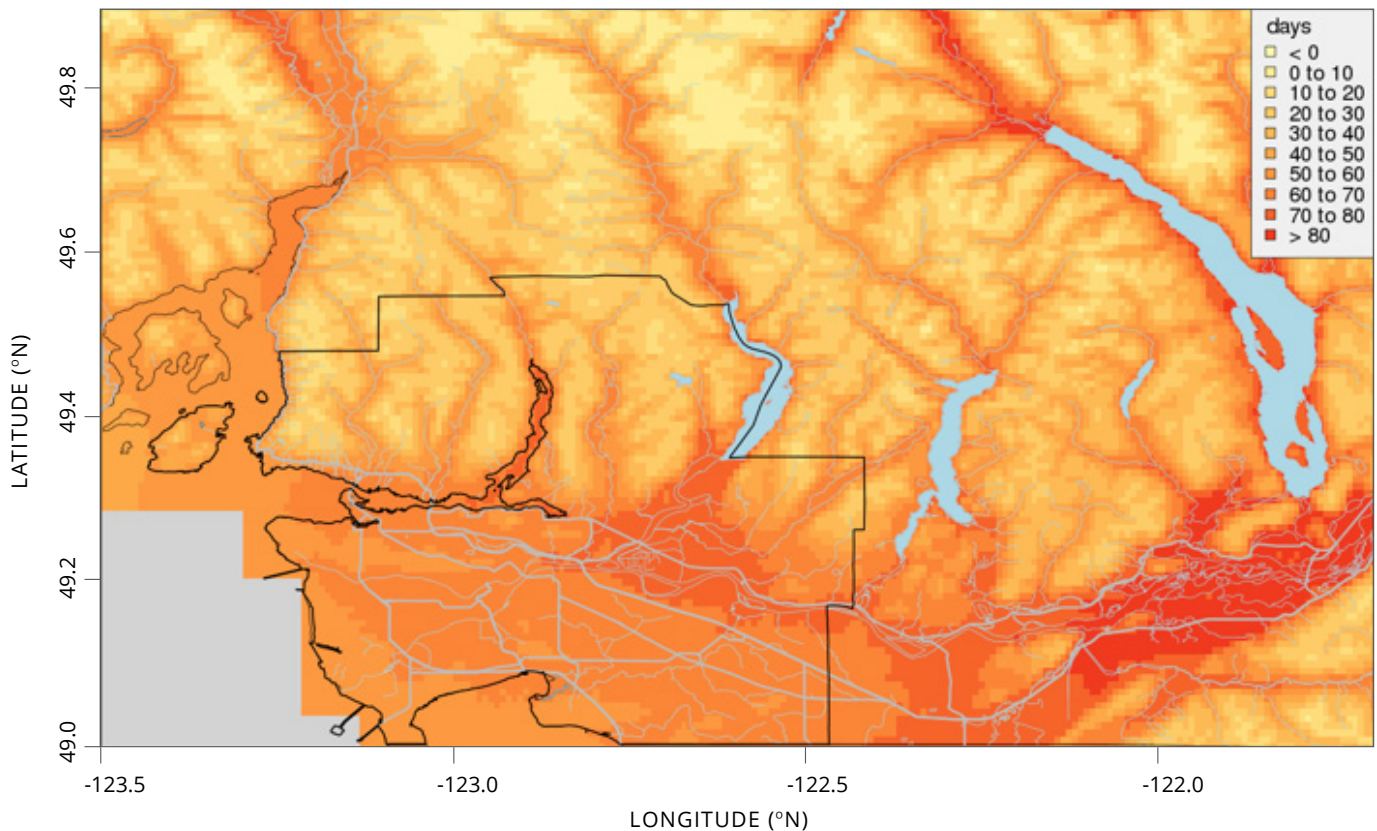 days
< 0
0 to 10
10 to 20
20 to 30
30 to 40
40 to 50
50 to 60
60 to 70
70 to 80
> 80
49.8
49.6
49.4
49.2
49.0
LATITUDE (°N)
-123.5 -123.0 -122.5 -122.0
LONGITUDE (°N)